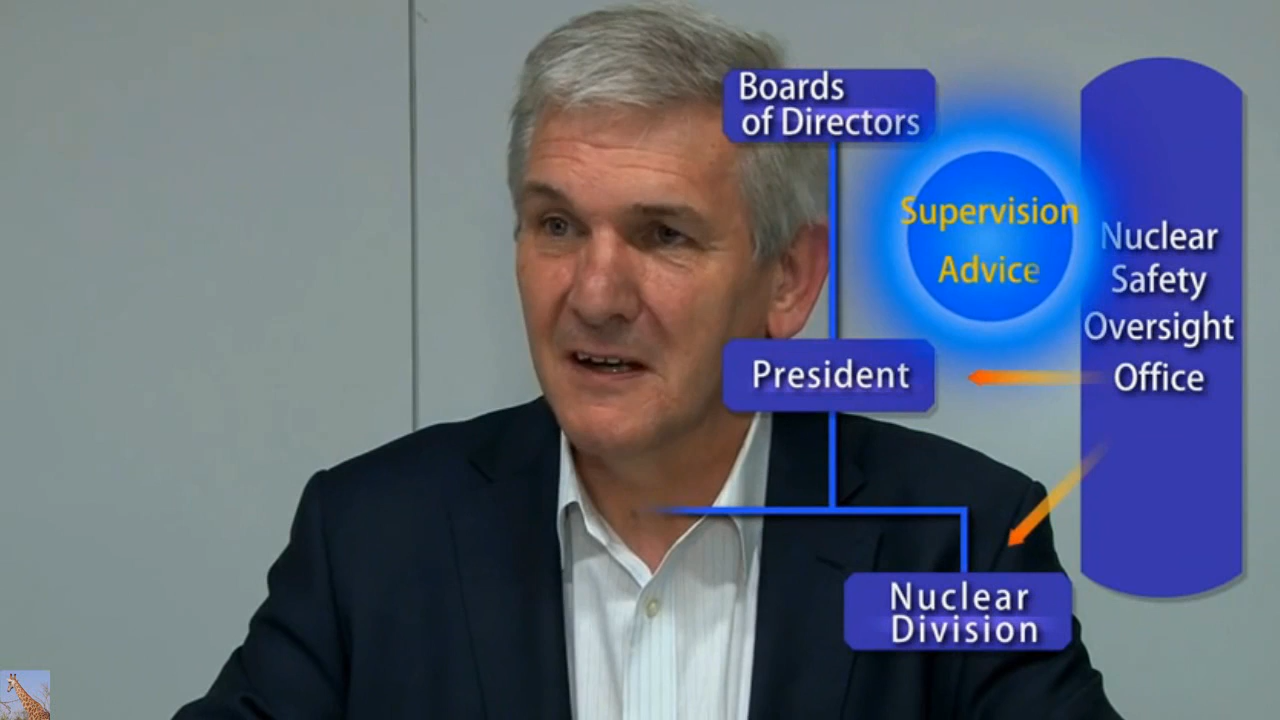 Boards
of Directors
Supervision
Advice
Nuclear
Safety
Oversight
Office
President
Nuclear
Division